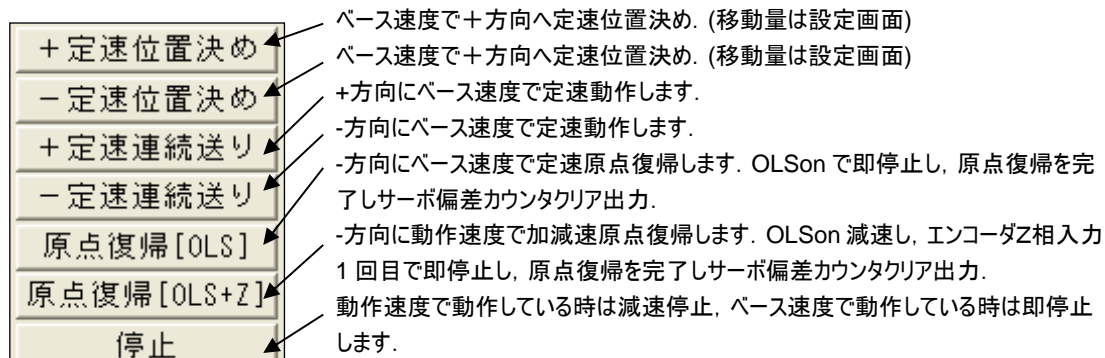 ＋定速位置決め
－定速位置決め
＋定速連続送り
－定速連続送り
原点復帰[OLS]
原点復帰[OLS+Z]
停止
ベース速度で＋方向へ定速位置決め. (移動量は設定画面)
ベース速度で＋方向へ定速位置決め. (移動量は設定画面)
+方向にベース速度で定速動作します.
-方向にベース速度で定速動作します.
-方向にベース速度で定速原点復帰します. OLSon で即停止し, 原点復帰を完
了しサーボ偏差カウンタクリア出力.
-方向に動作速度で加減速原点復帰します. OLSon 減速し, エンコーダZ相入力
1 回目で即停止し, 原点復帰を完了しサーボ偏差カウンタクリア出力.
動作速度で動作している時は減速停止, ベース速度で動作している時は即停止
します.